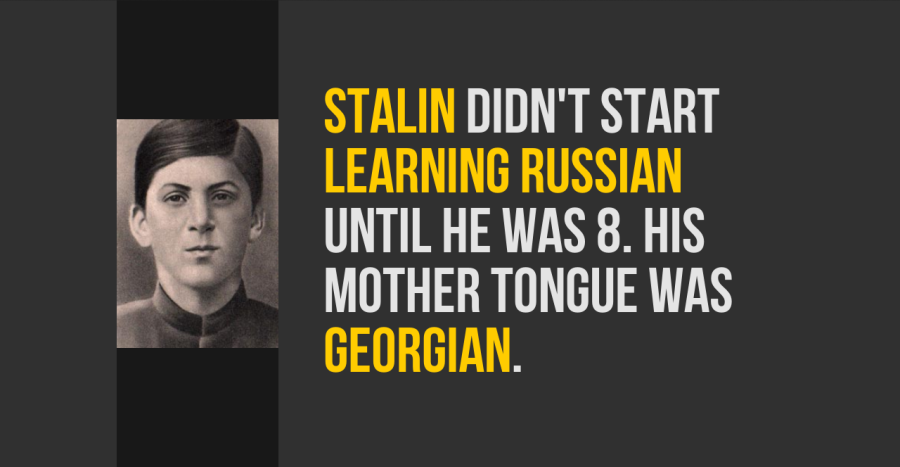 STALIN DIDN'T START
LEARNING RUSSIAN
UNTIL HE WAS 8. HIS
MOTHER TONGUE WAS
GEORGIAN.